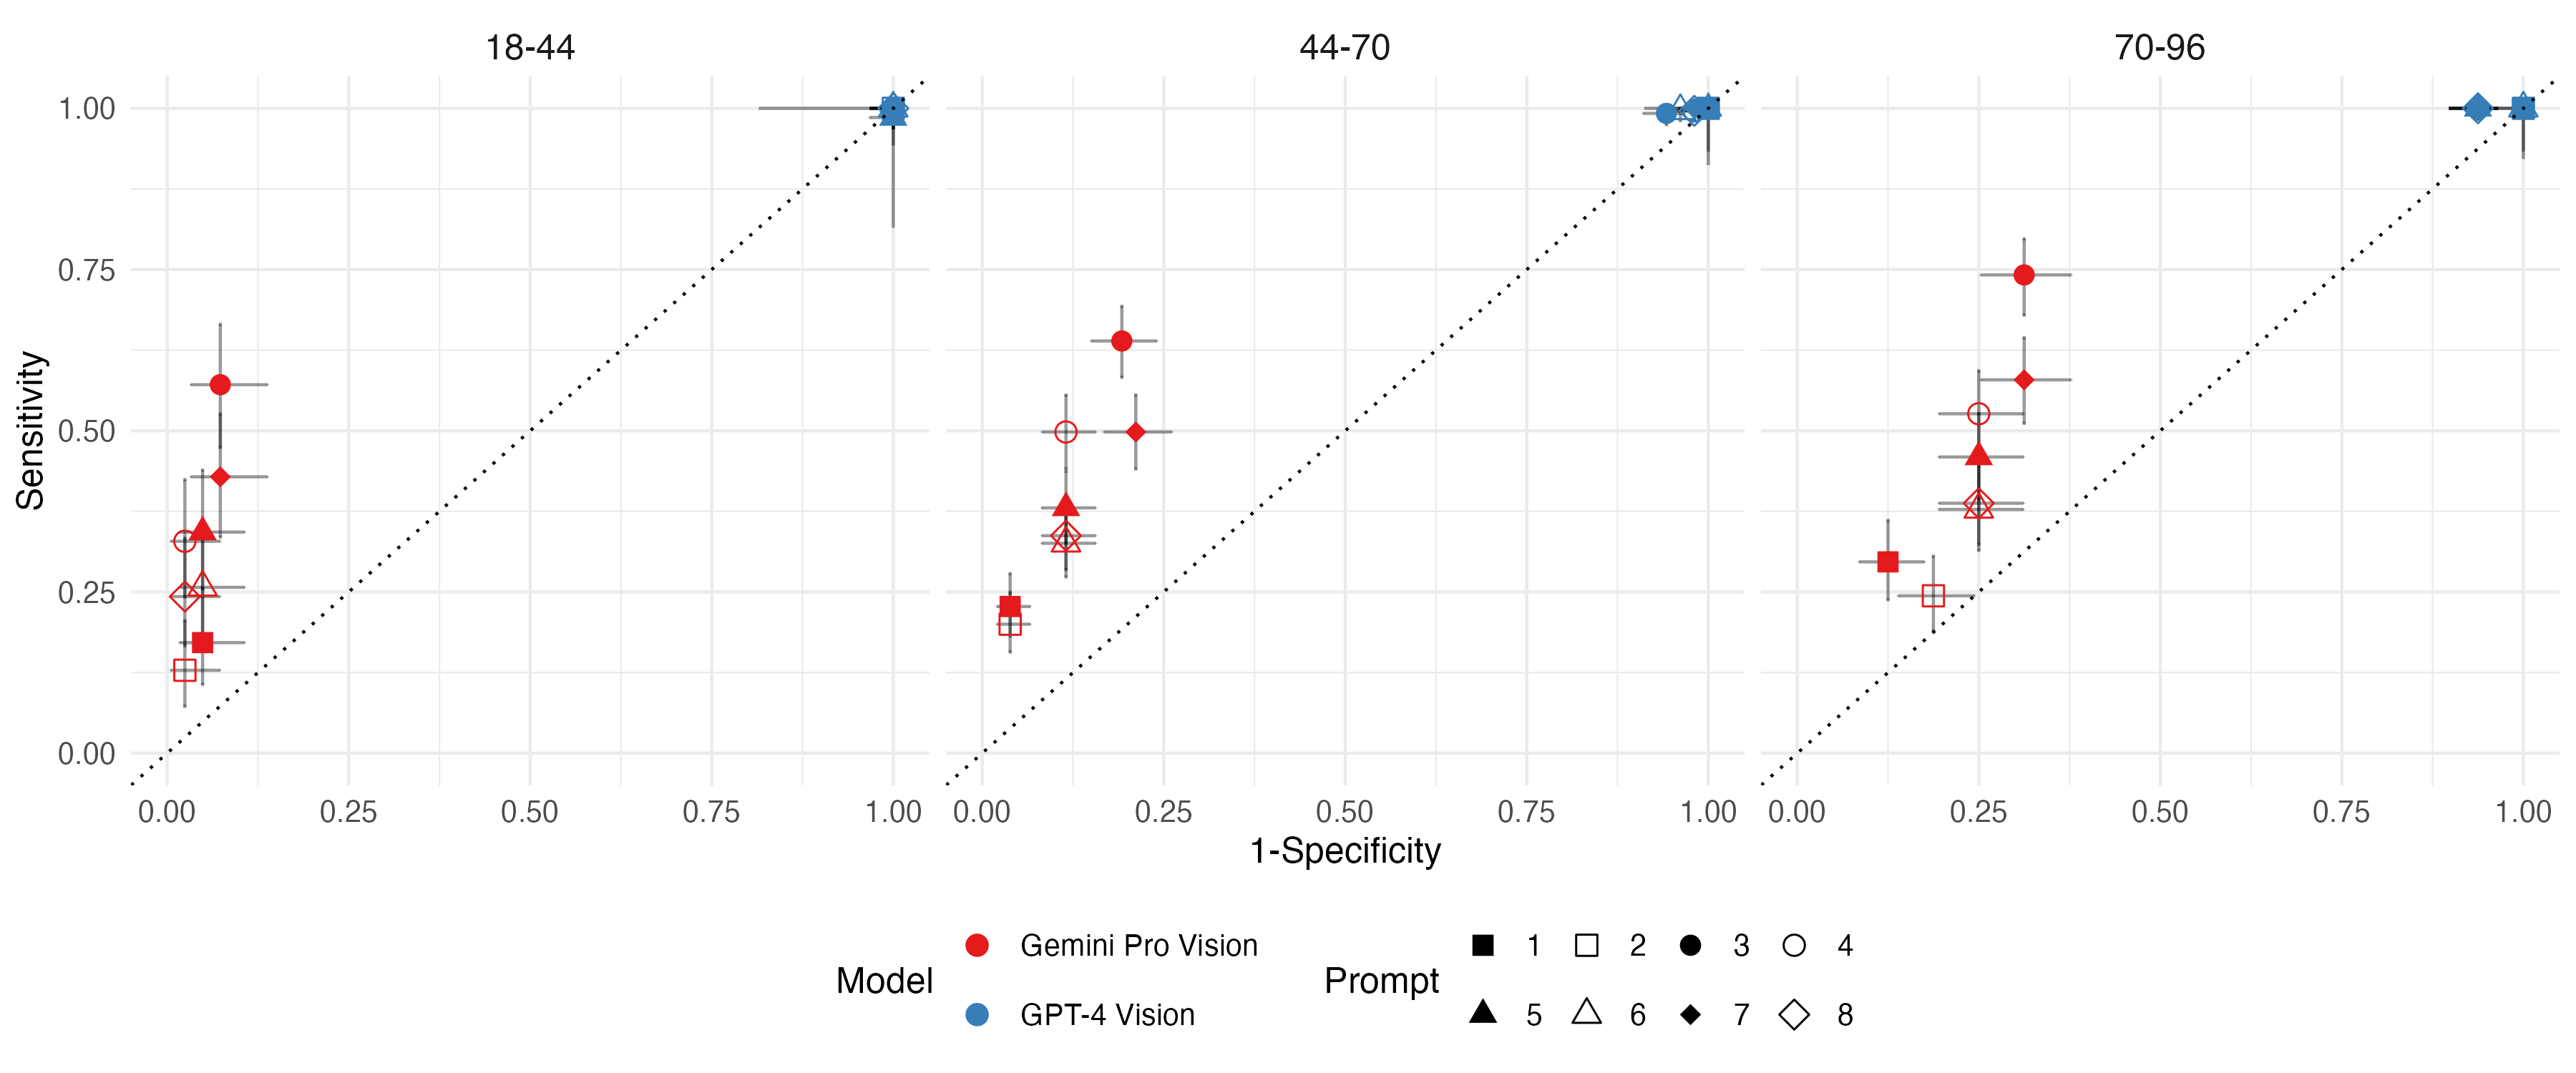 18-44 44-70 70-96
1.00
0.75
0.50
0.25
0.00
Sensitivity
0.00 0.25 0.50 0.75 1.00 0.00 0.25 0.50 0.75 1.00 0.00 0.25 0.50 0.75 1.00
1-Specificity
Model
Gemini Pro Vision
GPT-4 Vision
Prompt
1 2 3 4
5 6 7 8